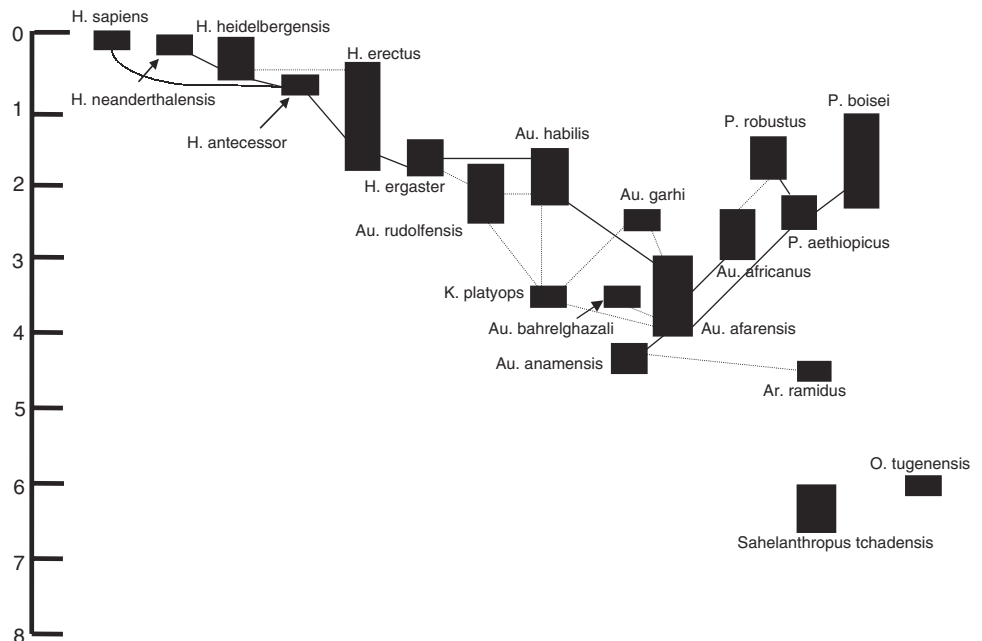 H. sapiens
H. heidelbergensis
0
H. erectus
H. neanderthalensis
P. boisei
1
P. robustus
Au. habilis
H. antecessor
2
H. ergaster
Au. garhi
Au. rudolfensis
P. aethiopicus
3
Au. africanus
K. platyops
Au. bahrelghazali
Au. afarensis
4
Au. anamensis
Ar. ramidus
5
O. tugenensis
6
Sahelanthropus tchadensis
7
8